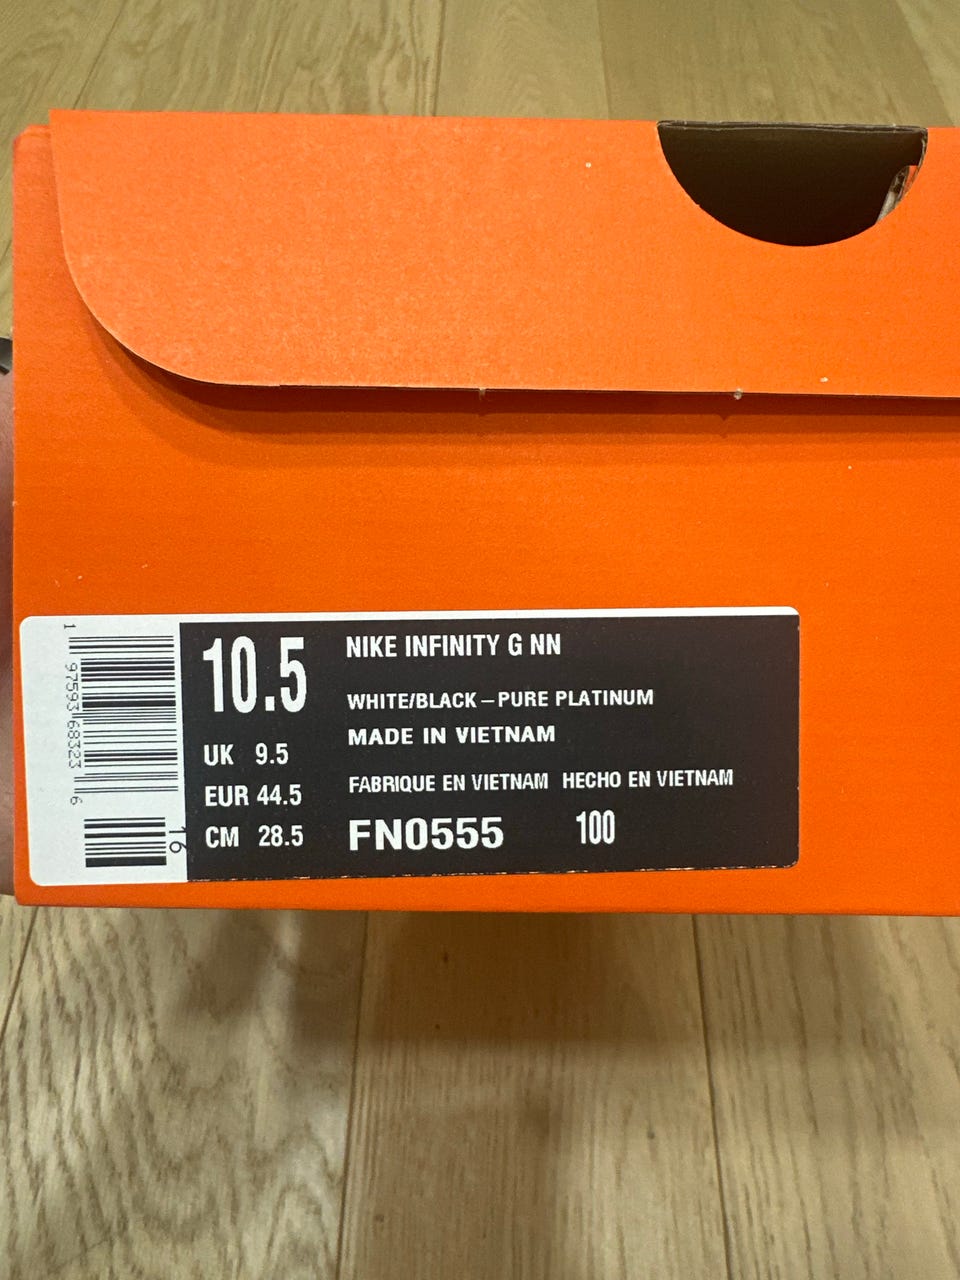 1 97593 68323 6
16
10.5
UK 9.5
EUR 44.5
CM 28.5
NIKE INFINITY G NN
WHITE/BLACK–PURE PLATINUM
MADE IN VIETNAM
FABRIQUE EN VIETNAM HECHO EN VIETNAM
FN0555 100